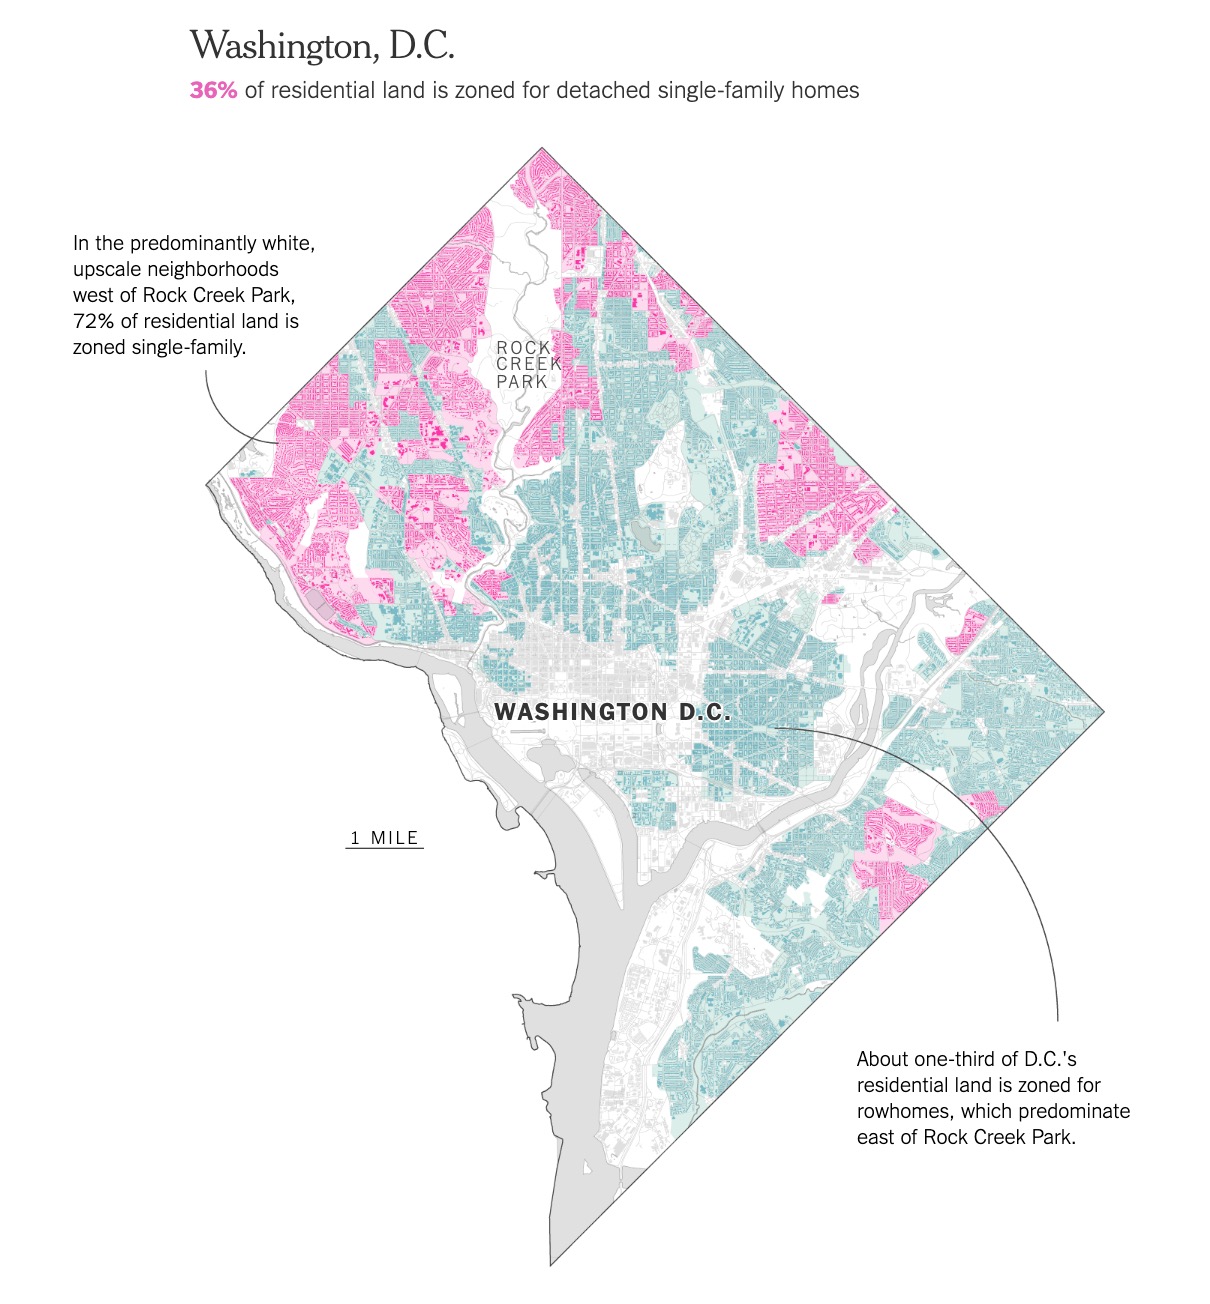 Washington, D.C.
36% of residential land is zoned for detached single-family homes
In the predominantly white,
upscale neighborhoods
west of Rock Creek Park,
72% of residential land is
zoned single-family.
ROCK
CREEK
PARK
WASHINGTON D.C.
1 MILE
About one-third of D.C.'s
residential land is zoned for
rowhomes, which predominate
east of Rock Creek Park.